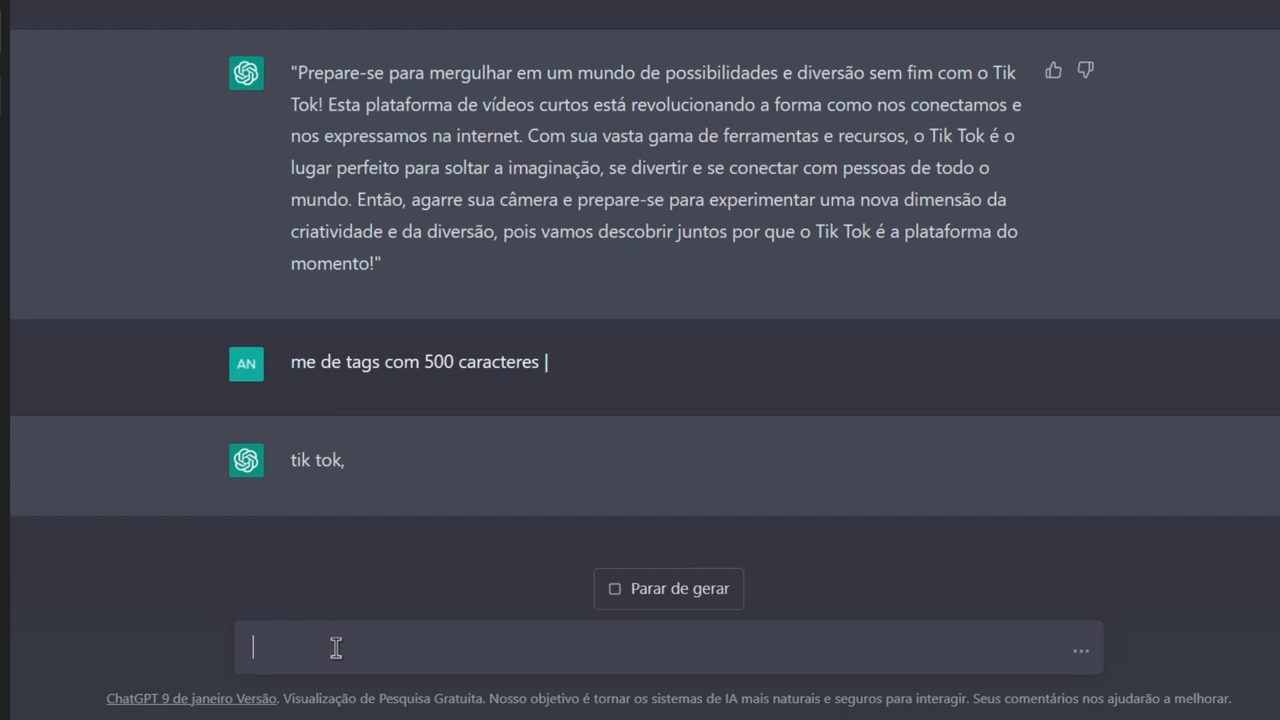 "Prepare-se para mergulhar em um mundo de possibilidades e diversão sem fim com o Tik
Tok! Esta plataforma de vídeos curtos está revolucionando a forma como nos conectamos e
nos expressamos na internet. Com sua vasta gama de ferramentas e recursos, o Tik Tok é o
lugar perfeito para soltar a imaginação, se divertir e se conectar com pessoas de todo o
mundo. Então, agarre sua câmera e prepare-se para experimentar uma nova dimensão da
criatividade e da diversão, pois vamos descobrir juntos por que o Tik Tok é a plataforma do
momento!"
AN
me de tags com 500 caracteres |
tik tok,
Parar de gerar
ChatGPT 9 de janeiro Versão. Visualização de Pesquisa Gratuita. Nosso objetivo é tornar os sistemas de IA mais naturais e seguros para interagir. Seus comentários nos ajudarão a melhorar.